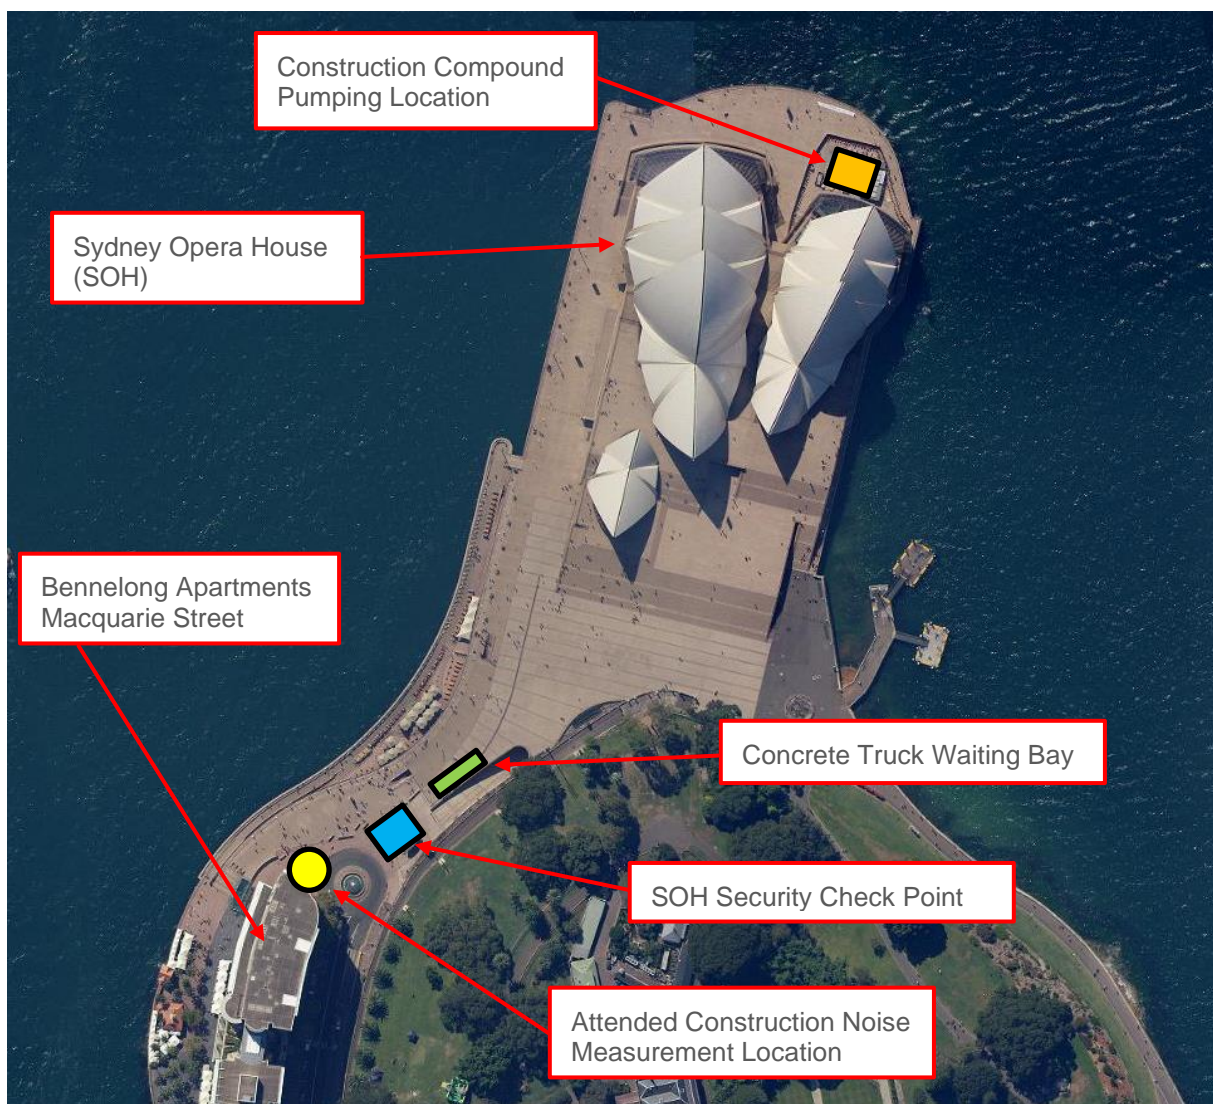 Construction Compound
Pumping Location
Sydney Opera House
(SOH)
Bennelong Apartments
Macquarie Street
Concrete Truck Waiting Bay
SOH Security Check Point
Attended Construction Noise
Measurement Location